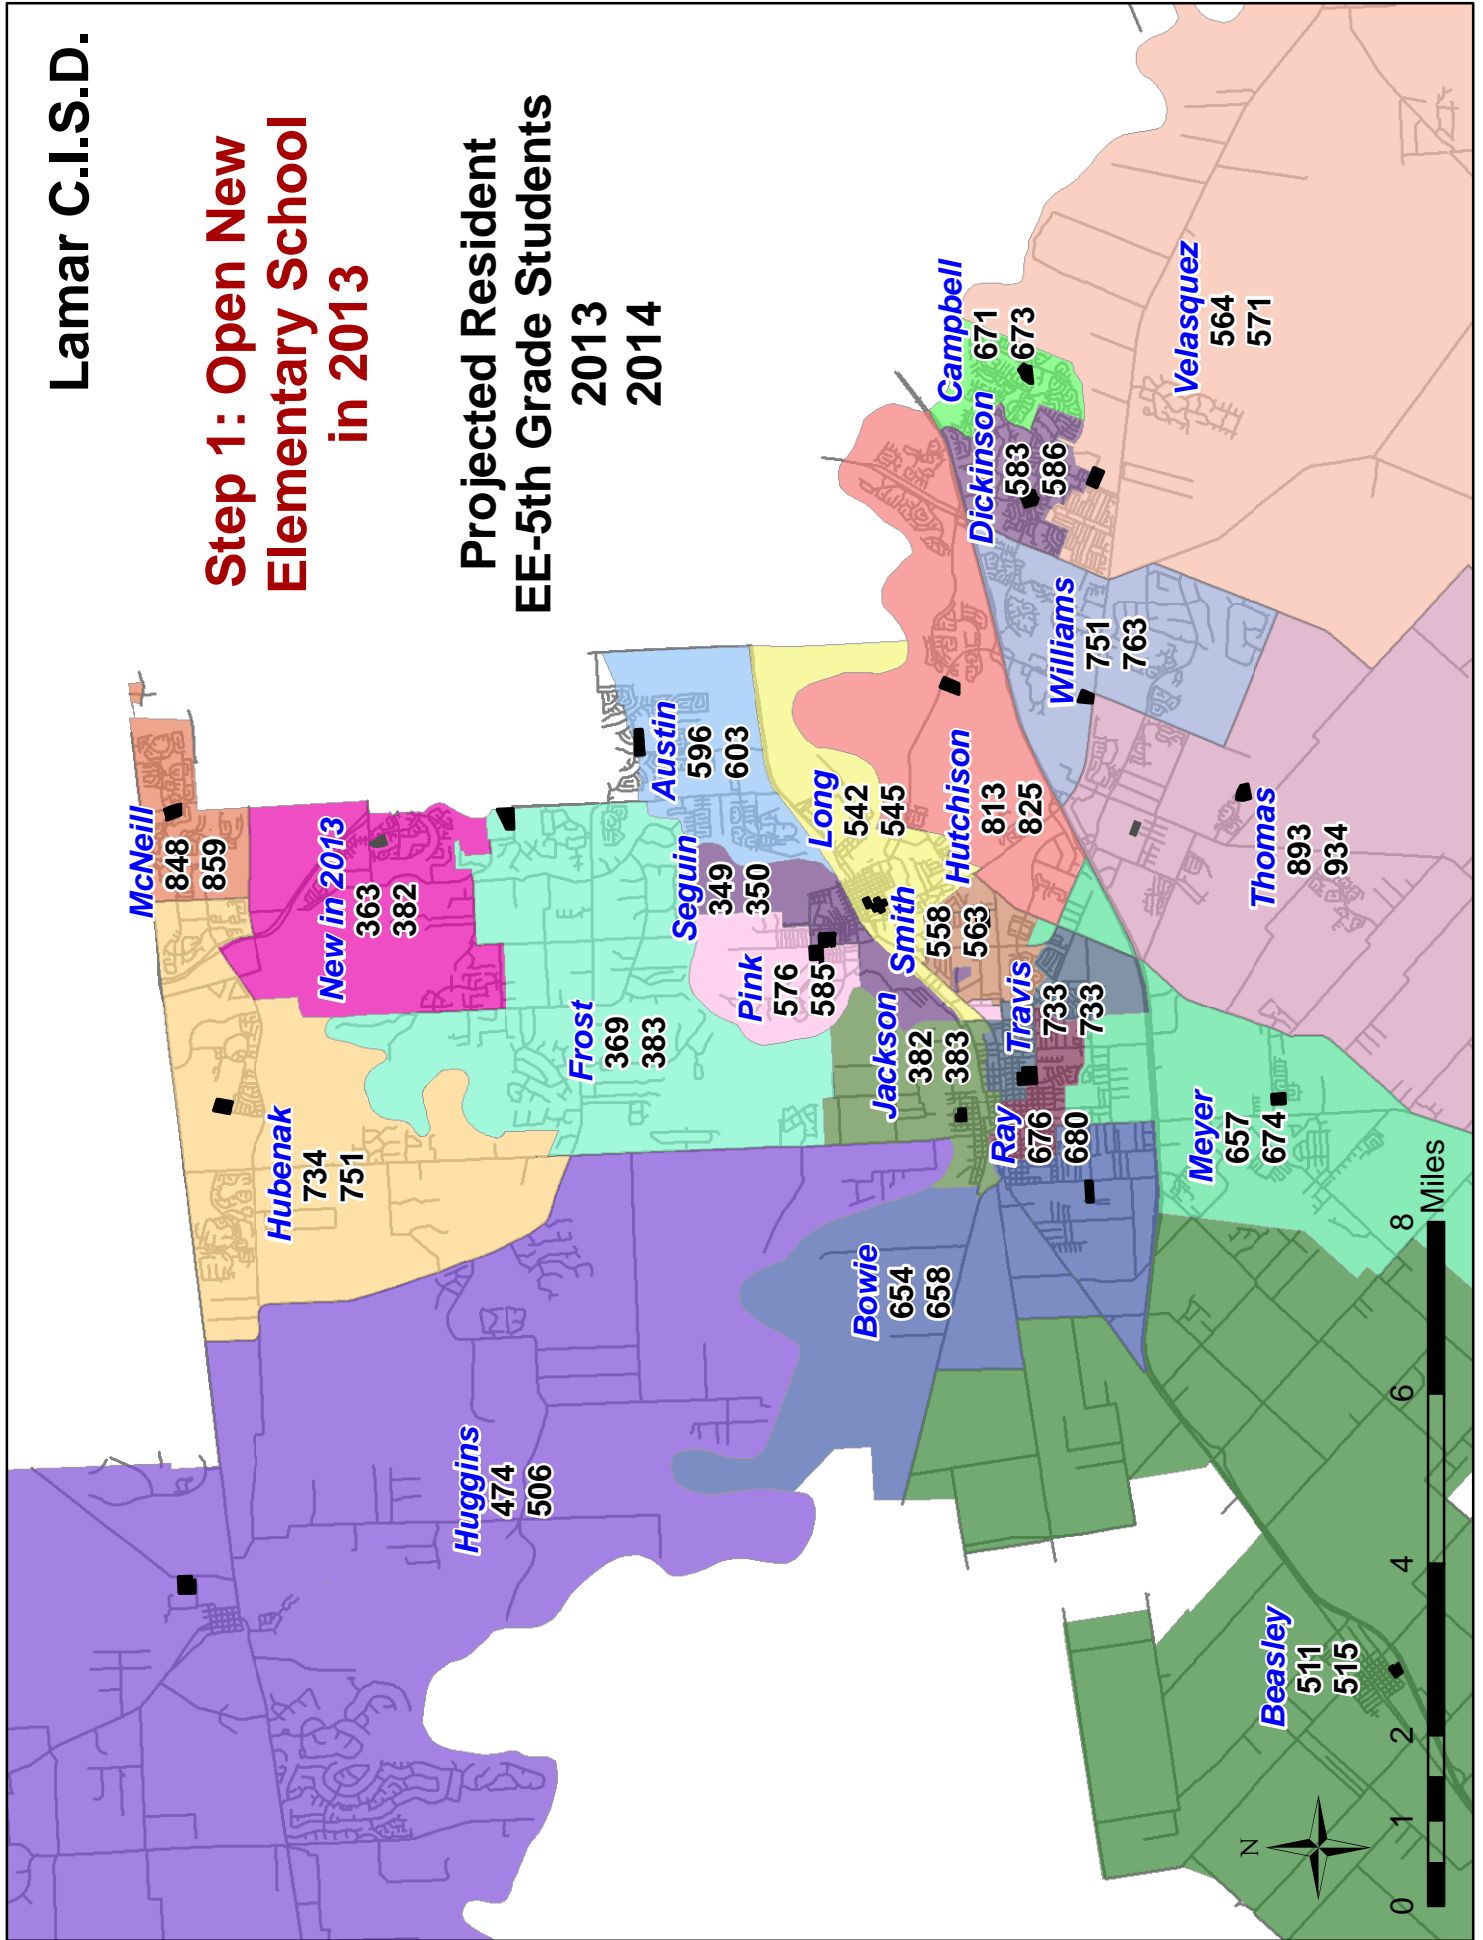 Lamar C.I.S.D.
Step 1: Open New
Elementary School
in 2013
Projected Resident
EE-5th Grade Students
2013
2014
McNeill
848
859
New in 2013
363
382
Hubenak
734
751
Huggins
474
506
Frost
369
383
Austin
596
603
Seguin
349
350
Pink
576
585
Long
542
545
Jackson
382
383
Smith
558
563
Hutchison
813
825
Campbell
671
673
Dickinson
583
586
Williams
751
763
Velasquez
564
571
Travis
733
733
Ray
676
680
Bowie
654
658
Meyer
657
674
Thomas
893
934
Beasley
511
515
N
0 1 2 4 6 8
Miles